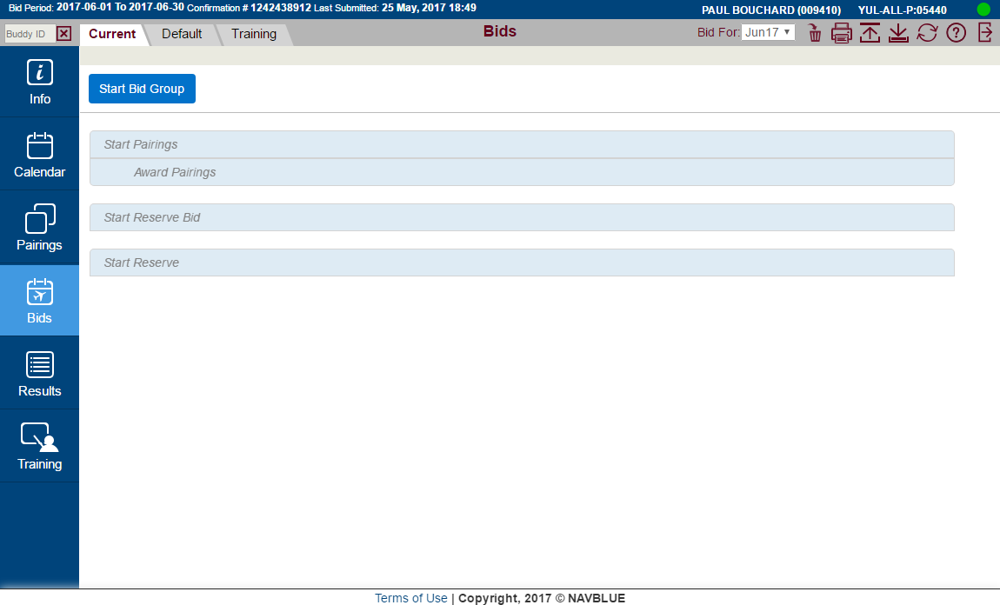 Bid Period: 2017-06-01 To 2017-06-30 Confirmation # 1242438912 Last Submitted: 25 May, 2017 18:49 PAUL BOUCHARD (009410) YUL-ALL-P:05440
Buddy ID Current Default Training Bids Bid For: Jun17
Info
Start Bid Group
Start Pairings
Award Pairings
Calendar
Start Reserve Bid
Pairings
Start Reserve
Bids
Results
Training
Terms of Use | Copyright, 2017 © NAVBLUE